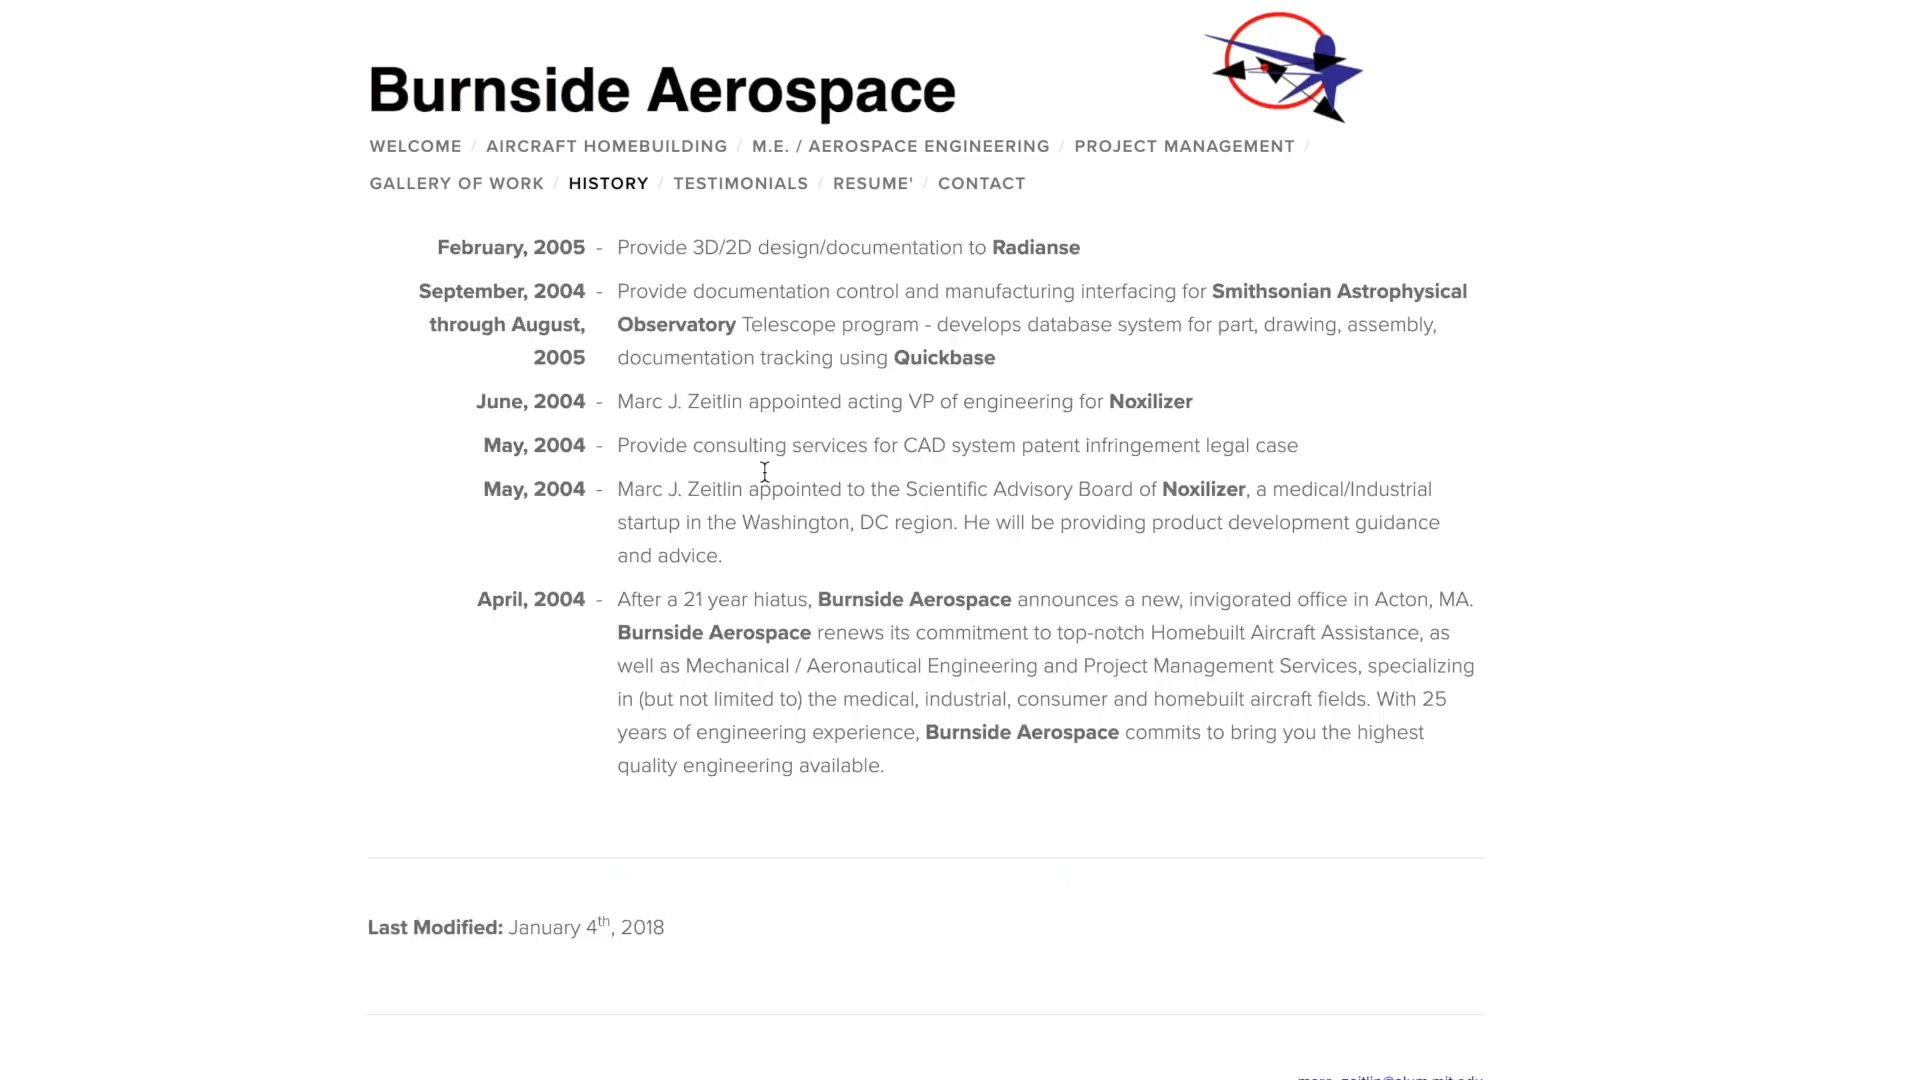 Burnside Aerospace
WELCOME / AIRCRAFT HOMEBUILDING / M.E. / AEROSPACE ENGINEERING / PROJECT MANAGEMENT /
GALLERY OF WORK / HISTORY / TESTIMONIALS / RESUME' / CONTACT
February, 2005 - Provide 3D/2D design/documentation to Radianse
September, 2004 - Provide documentation control and manufacturing interfacing for Smithsonian Astrophysical
through August, Observatory Telescope program - develops database system for part, drawing, assembly,
2005 documentation tracking using Quickbase
June, 2004 - Marc J. Zeitlin appointed acting VP of engineering for Noxilizer
May, 2004 - Provide consulting services for CAD system patent infringement legal case
May, 2004 - Marc J. Zeitlin appointed to the Scientific Advisory Board of Noxilizer, a medical/Industrial
startup in the Washington, DC region. He will be providing product development guidance
and advice.
April, 2004 - After a 21 year hiatus, Burnside Aerospace announces a new, invigorated office in Acton, MA.
Burnside Aerospace renews its commitment to top-notch Homebuilt Aircraft Assistance, as
well as Mechanical / Aeronautical Engineering and Project Management Services, specializing
in (but not limited to) the medical, industrial, consumer and homebuilt aircraft fields. With 25
years of engineering experience, Burnside Aerospace commits to bring you the highest
quality engineering available.
Last Modified: January 4th, 2018